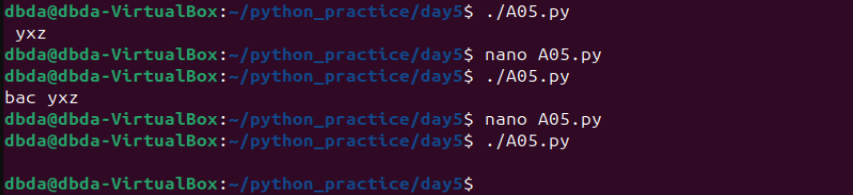 dbda@dbda-VirtualBox:~/python_practice/day5$ ./A05.py
 yxz
dbda@dbda-VirtualBox:~/python_practice/day5$ nano A05.py
dbda@dbda-VirtualBox:~/python_practice/day5$ ./A05.py
bac yxz
dbda@dbda-VirtualBox:~/python_practice/day5$ nano A05.py
dbda@dbda-VirtualBox:~/python_practice/day5$ ./A05.py

dbda@dbda-VirtualBox:~/python_practice/day5$